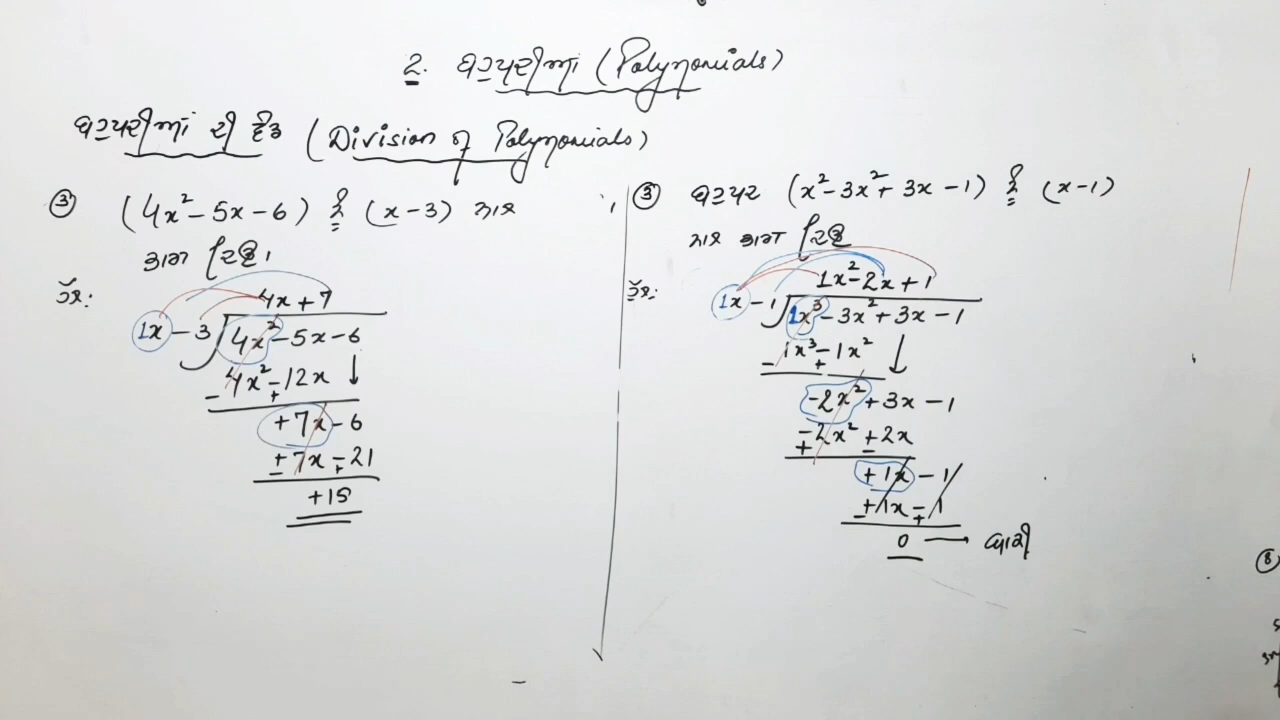 2. ਬਹੁਪਦੀਆਂ (Polynomials)
ਬਹੁਪਦੀਆਂ ਦੀ ਵੰਡ (Division of Polynomials)
③ (4x² - 5x - 6) ਨੂੰ (x - 3) ਨਾਲ
ਭਾਗ ਦਿਓ।
ਹੱਲ:
4x + 7
1x - 3 4x² - 5x - 6
4x² - 12x
- +
+7x - 6
+7x - 21
- +
+15
③ ਬਹੁਪਦ (x² - 3x² + 3x - 1) ਨੂੰ (x - 1)
ਨਾਲ ਭਾਗ ਦਿਓ
ਹੱਲ:
1x² - 2x + 1
1x - 1 1x³ - 3x² + 3x - 1
1x³ - 1x²
- +
-2x² + 3x - 1
-2x² + 2x
+ -
+1x - 1
+1x - 1
- +
0 → ਬਾਕੀ
⑧